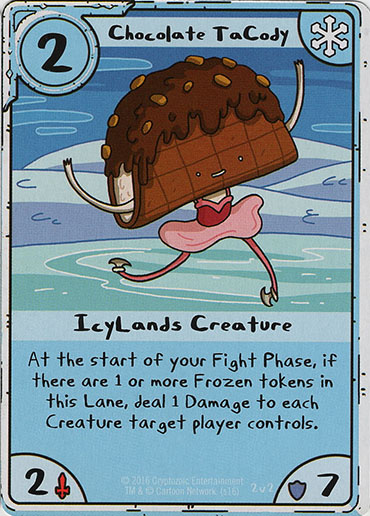 2
Chocolate TaCody
IcyLands Creature
At the start of your Fight Phase, if
there are 1 or more Frozen tokens in
this Lane, deal 1 Damage to each
Creature target player controls.
2
© 2016 Cryptozoic Entertainment
TM & © Cartoon Network. (s16)
2v2
7